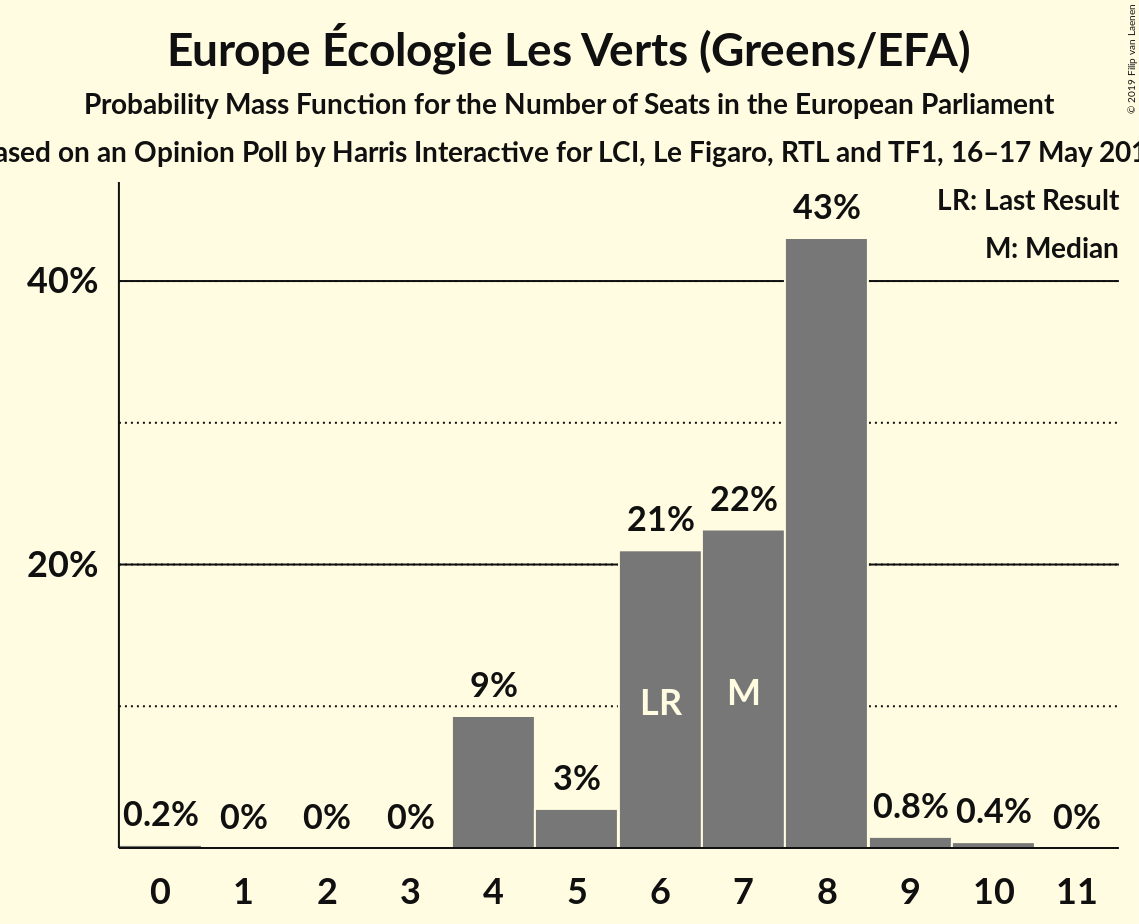 Europe Écologie Les Verts (Greens/EFA)
Probability Mass Function for the Number of Seats in the European Parliament
on an Opinion Poll by Harris Interactive for LCI, Le Figaro, RTL and TF1, 16–17 May
© 2019 Filip van Laenen
LR: Last Result
M: Median
43%
40%
22%
21%
20%
9%
LR
M
3%
0.2% 0% 0% 0% 0.8% 0.4% 0%
0 1 2 3 4 5 6 7 8 9 10 11